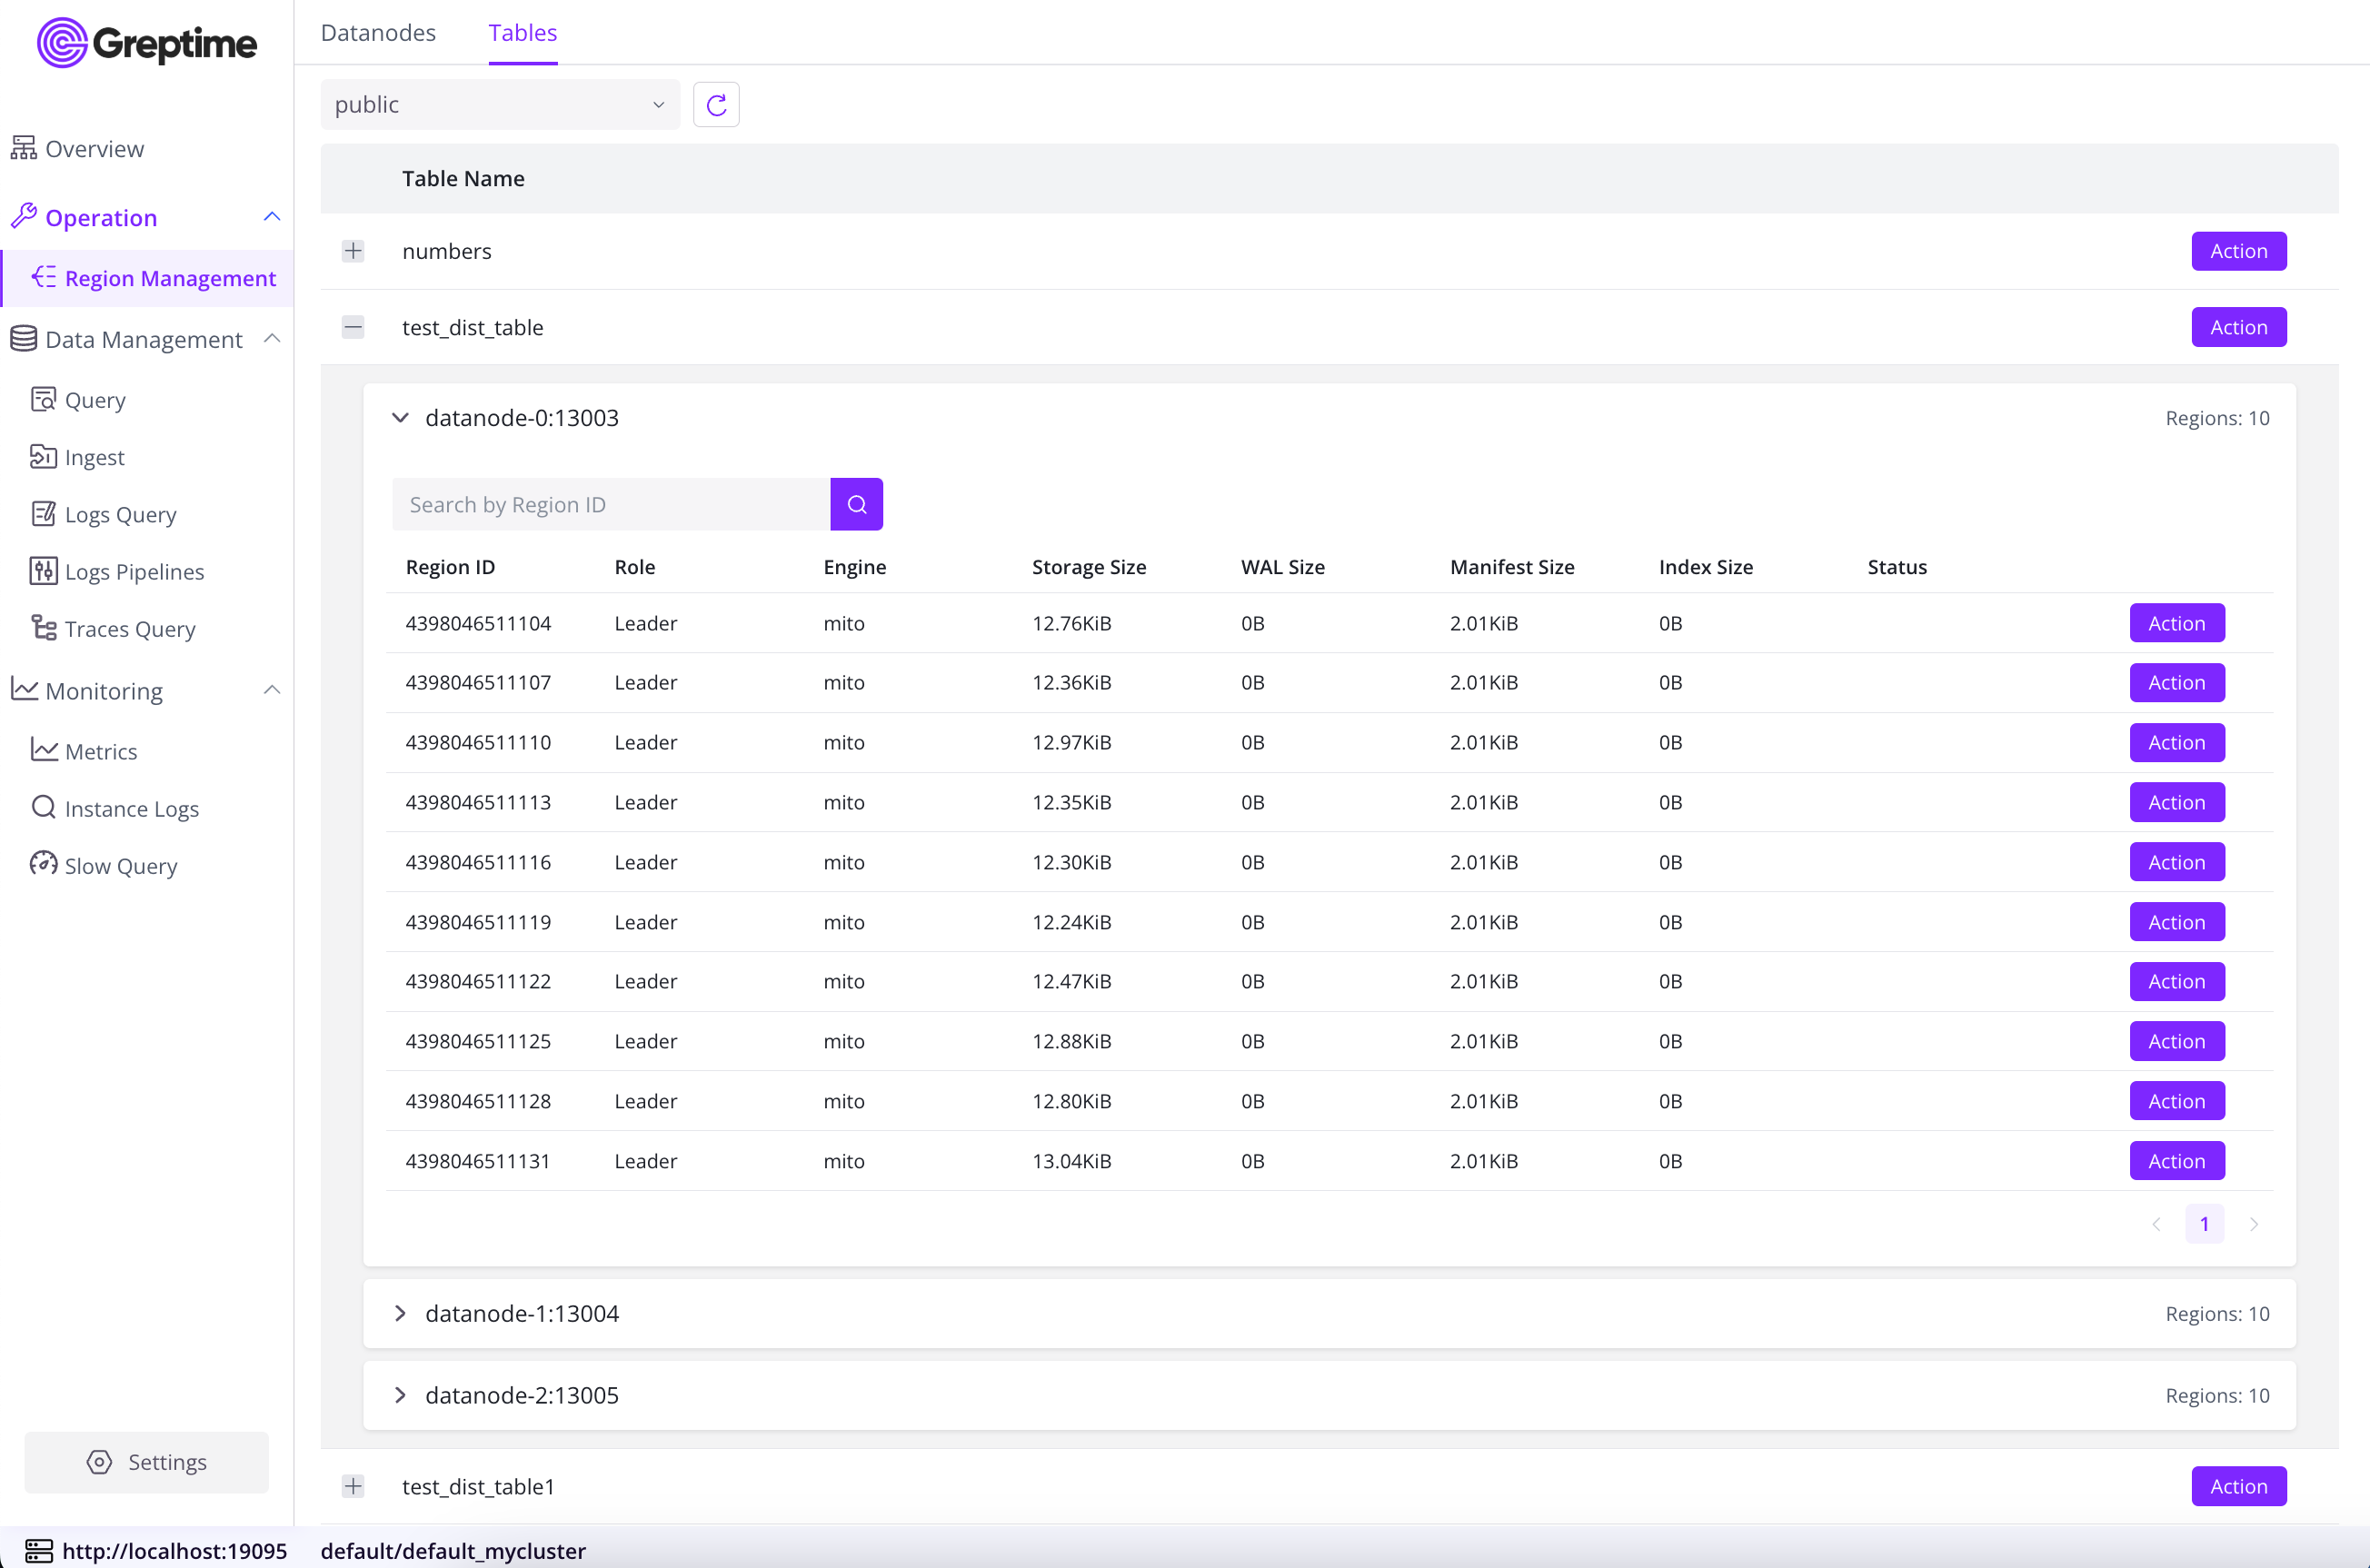 Greptime
Overview
Operation
Region Management
Data Management
Query
Ingest
Logs Query
Logs Pipelines
Traces Query
Monitoring
Metrics
Instance Logs
Slow Query
Settings
Datanodes Tables
public
Table Name
numbers Action
test_dist_table Action
datanode-0:13003 Regions: 10
Search by Region ID
Region ID Role Engine Storage Size WAL Size Manifest Size Index Size Status
4398046511104 Leader mito 12.76KiB 0B 2.01KiB 0B Action
4398046511107 Leader mito 12.36KiB 0B 2.01KiB 0B Action
4398046511110 Leader mito 12.97KiB 0B 2.01KiB 0B Action
4398046511113 Leader mito 12.35KiB 0B 2.01KiB 0B Action
4398046511116 Leader mito 12.30KiB 0B 2.01KiB 0B Action
4398046511119 Leader mito 12.24KiB 0B 2.01KiB 0B Action
4398046511122 Leader mito 12.47KiB 0B 2.01KiB 0B Action
4398046511125 Leader mito 12.88KiB 0B 2.01KiB 0B Action
4398046511128 Leader mito 12.80KiB 0B 2.01KiB 0B Action
4398046511131 Leader mito 13.04KiB 0B 2.01KiB 0B Action
1
datanode-1:13004 Regions: 10
datanode-2:13005 Regions: 10
test_dist_table1 Action
http://localhost:19095 default/default_mycluster